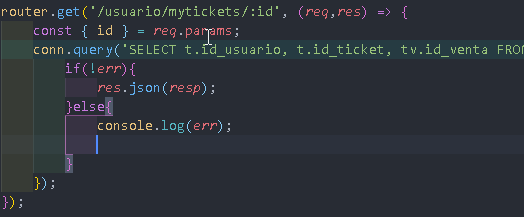 router.get('/usuario/mytickets/:id', (req,res) => {
const { id } = req.params;
conn.query("SELECT t.id_usuario, t.id_ticket, tv.id_venta FROM
if(!err){
res.json(resp);
}else{
console.log(err);
}
});
});